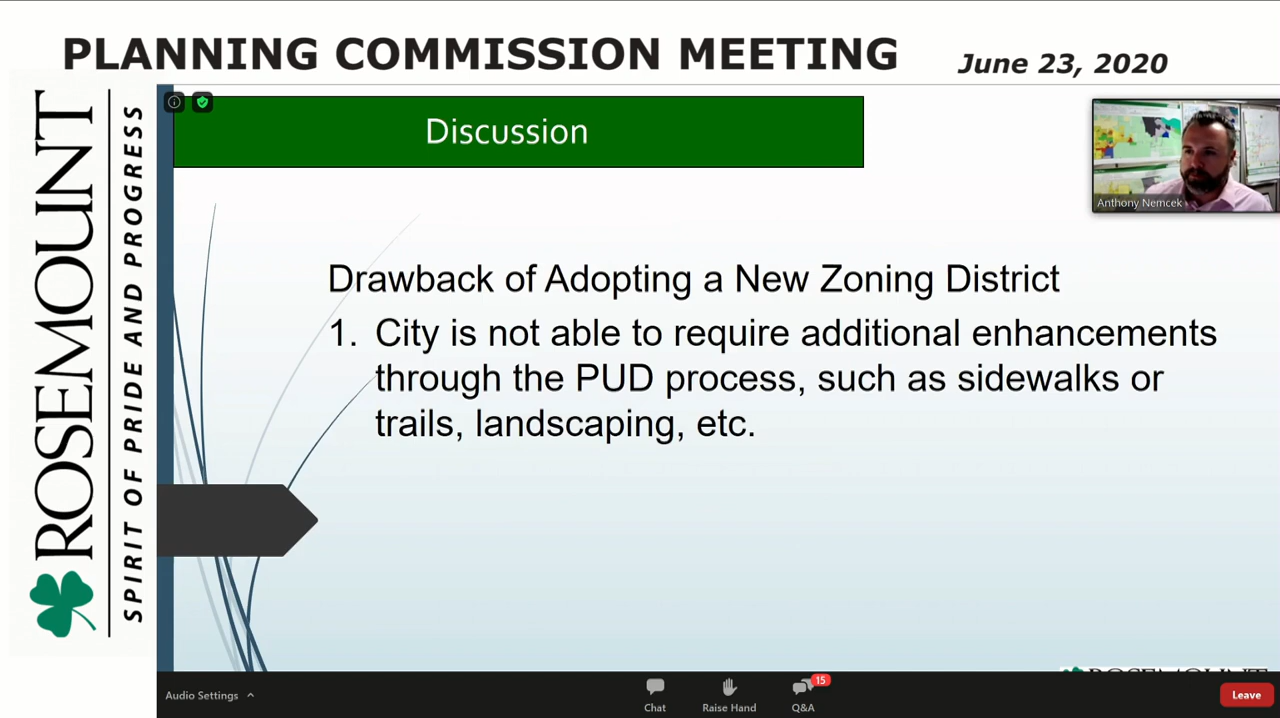 PLANNING COMMISSION MEETING
June 23, 2020
ROSEMOUNT
SPIRIT OF PRIDE AND PROGRESS
Discussion
Anthony Nemcek
Drawback of Adopting a New Zoning District
1. City is not able to require additional enhancements
through the PUD process, such as sidewalks or
trails, landscaping, etc.
ROSEMOUNT
Audio Settings
Chat
Raise Hand
15
Q&A
Leave